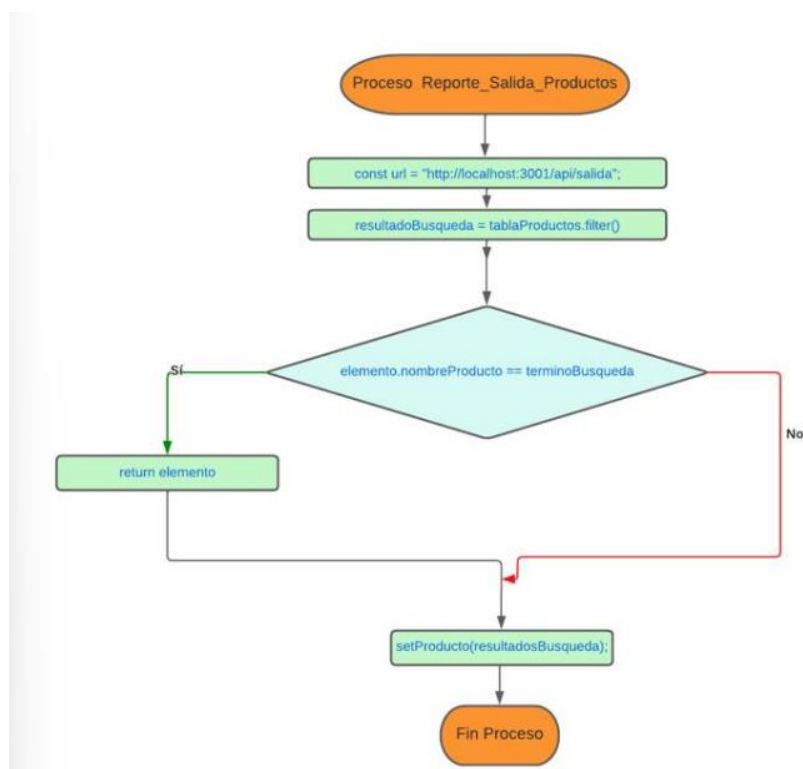 Proceso Reporte_Salida_Productos
const url = "http://localhost:3001/api/salida";
resultadoBusqueda = tablaProductos.filter()
elemento.nombreProducto == terminoBusqueda
Sí
No
return elemento
setProducto(resultadosBusqueda);
Fin Proceso